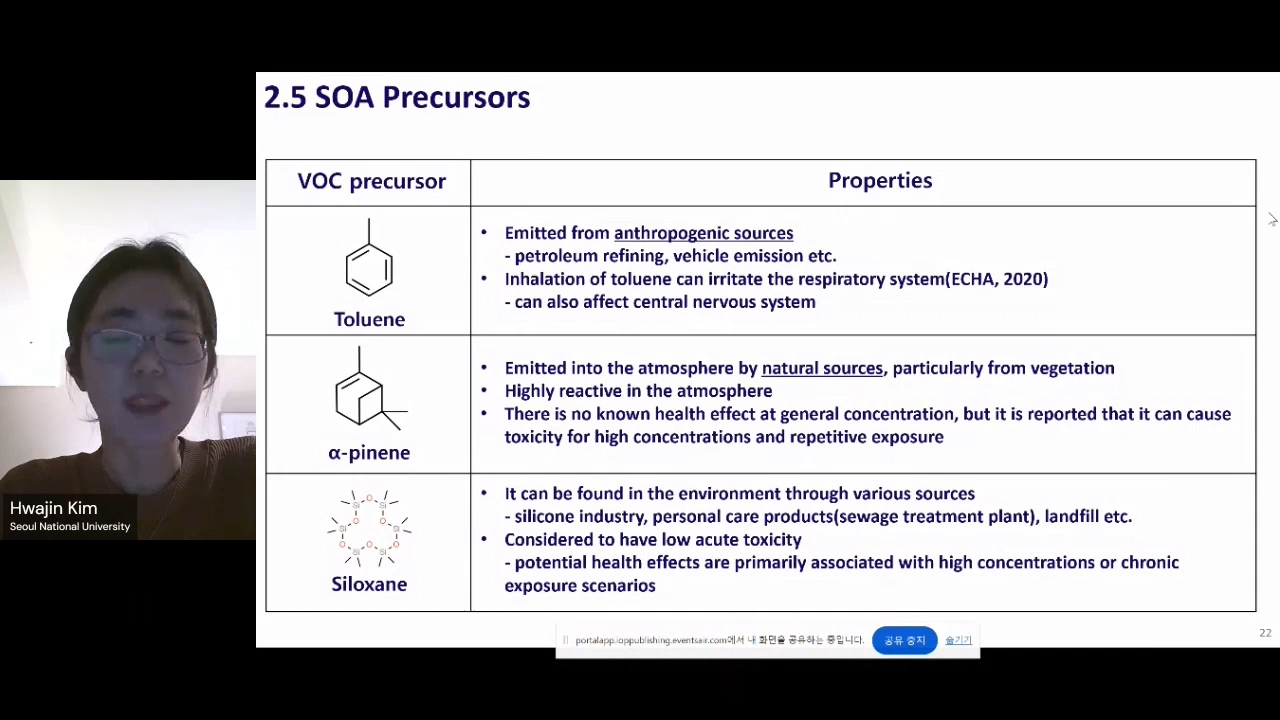 2.5 SOA Precursors
VOC precursor
Properties
Toluene
• Emitted from anthropogenic sources
- petroleum refining, vehicle emission etc.
• Inhalation of toluene can irritate the respiratory system(ECHA, 2020)
- can also affect central nervous system
α-pinene
• Emitted into the atmosphere by natural sources, particularly from vegetation
• Highly reactive in the atmosphere
• There is no known health effect at general concentration, but it is reported that it can cause
toxicity for high concentrations and repetitive exposure
Si O Si
O O
Si Si
O O
Si O Si
Siloxane
• It can be found in the environment through various sources
- silicone industry, personal care products(sewage treatment plant), landfill etc.
• Considered to have low acute toxicity
- potential health effects are primarily associated with high concentrations or chronic
exposure scenarios
Hwajin Kim
Seoul National University
portalapp.ioppublishing.eventsair.com에서 내 화면을 공유하는 중입니다.
공유 중지
숨기기
22